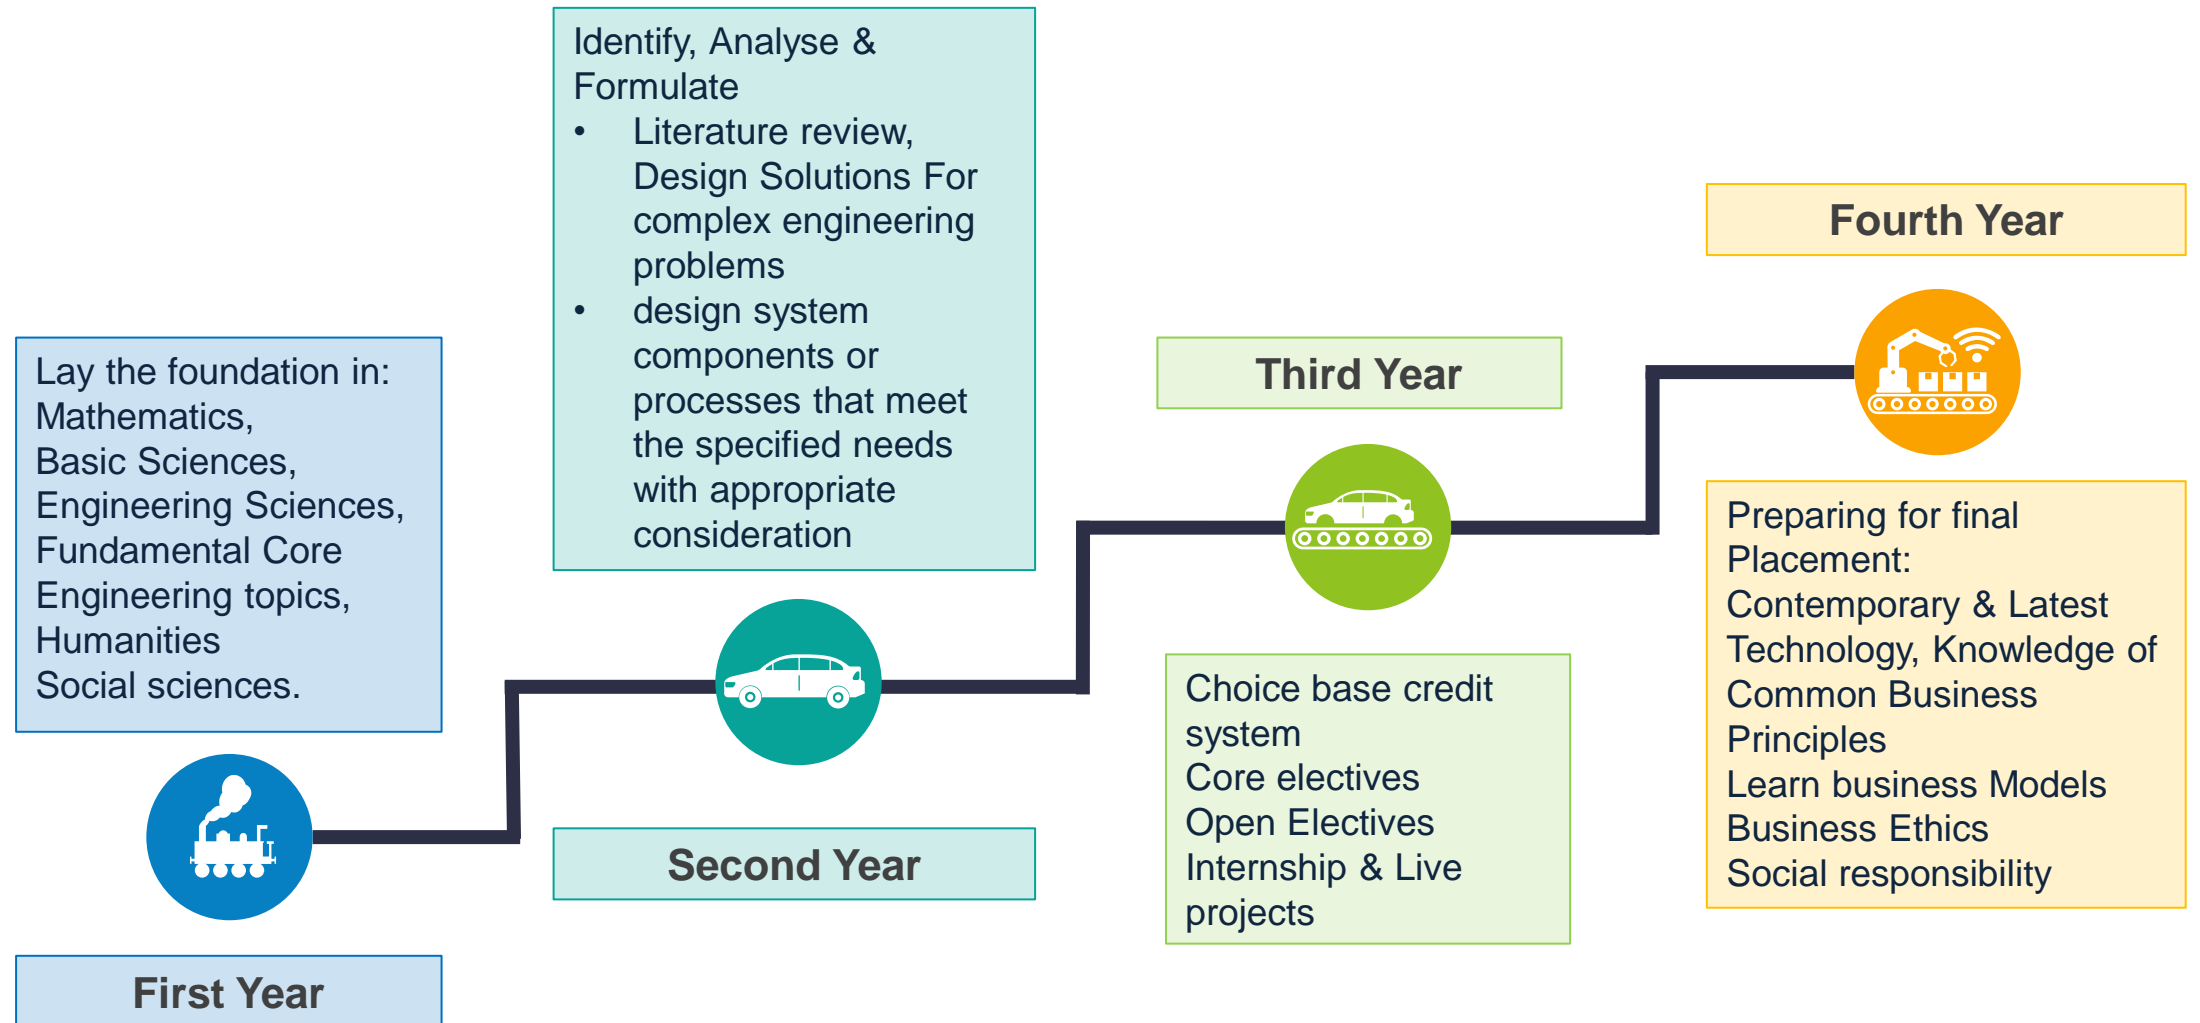 Lay the foundation in:
Mathematics,
Basic Sciences,
Engineering Sciences,
Fundamental Core
Engineering topics,
Humanities
Social sciences.
First Year
Identify, Analyse &
Formulate
• Literature review,
Design Solutions For
complex engineering
problems
• design system
components or
processes that meet
the specified needs
with appropriate
consideration
Second Year
Third Year
Choice base credit
system
Core electives
Open Electives
Internship & Live
projects
Fourth Year
Preparing for final
Placement:
Contemporary & Latest
Technology, Knowledge of
Common Business
Principles
Learn business Models
Business Ethics
Social responsibility